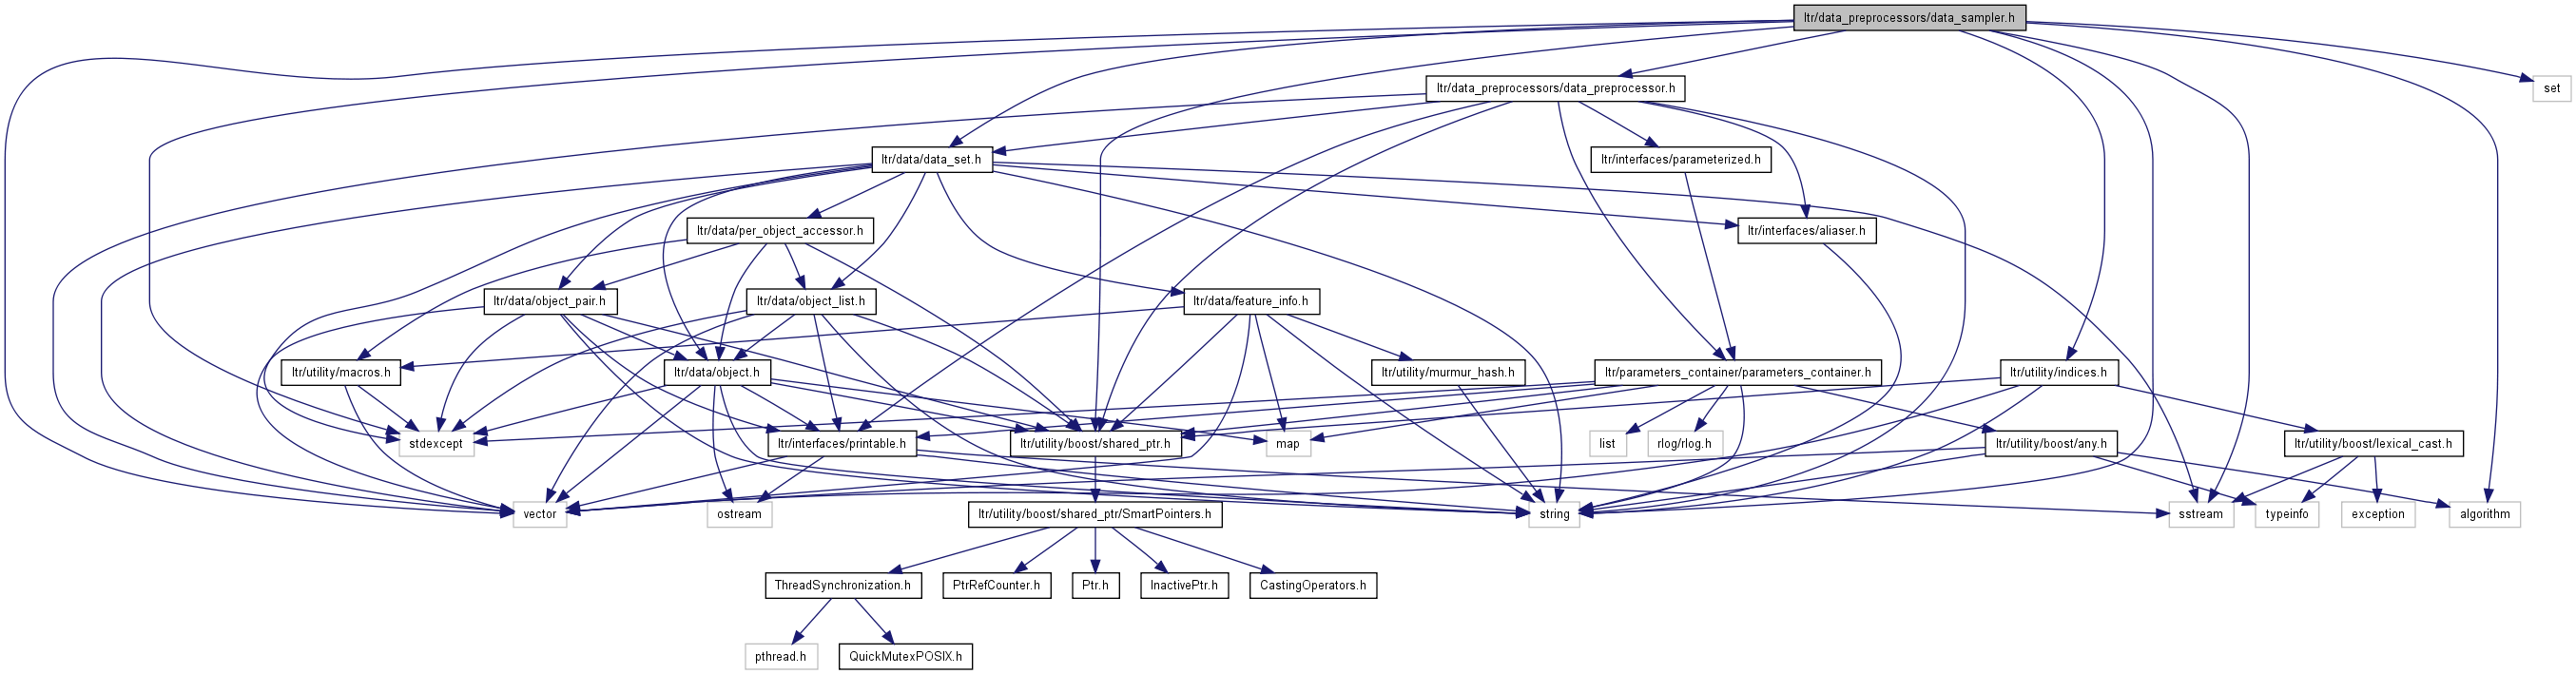 ltr/data_preprocessors/data_sampler.h
ltr/data_preprocessors/data_preprocessor.h
set
ltr/data/data_set.h
ltr/interfaces/parameterized.h
ltr/data/per_object_accessor.h
ltr/interfaces/aliaser.h
ltr/data/object_pair.h
ltr/data/object_list.h
ltr/data/feature_info.h
ltr/utility/macros.h
ltr/data/object.h
ltr/utility/murmur_hash.h
ltr/parameters_container/parameters_container.h
ltr/utility/indices.h
stdexcept
ltr/interfaces/printable.h
ltr/utility/boost/shared_ptr.h
map
list
rlog/rlog.h
ltr/utility/boost/any.h
ltr/utility/boost/lexical_cast.h
vector
ostream
ltr/utility/boost/shared_ptr/SmartPointers.h
string
sstream
typeinfo
exception
algorithm
ThreadSynchronization.h
PtrRefCounter.h
Ptr.h
InactivePtr.h
CastingOperators.h
pthread.h
QuickMutexPOSIX.h